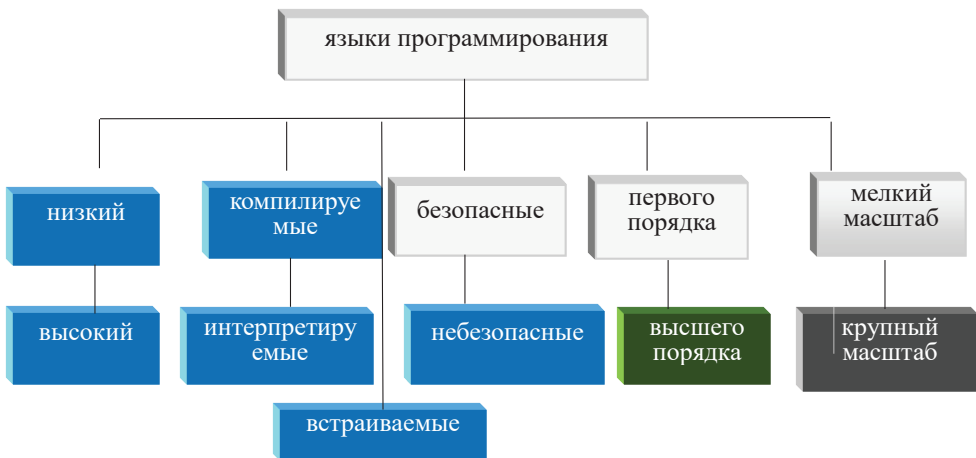 языки программирования
низкий
компилируе
мые
безопасные
первого
порядка
мелкий
масштаб
высокий
интерпретиру
емые
небезопасные
высшего
порядка
крупный
масштаб
встраиваемые